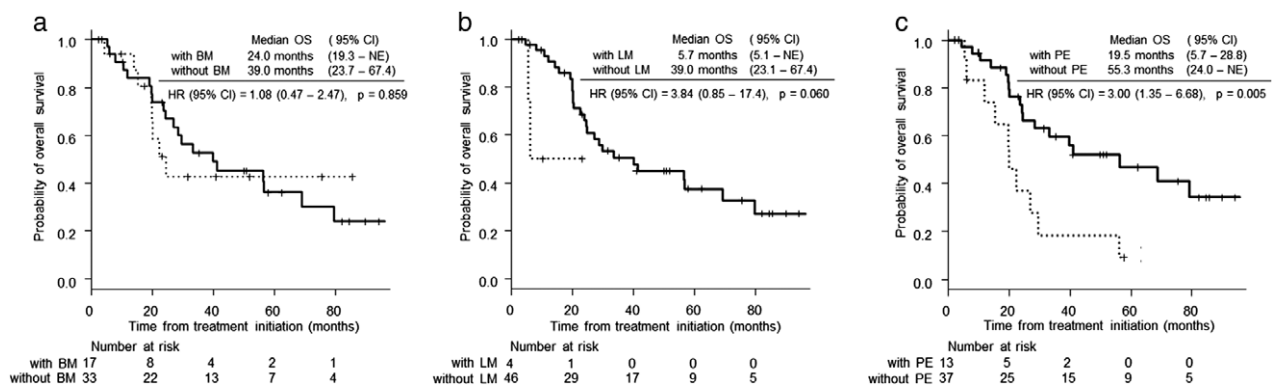 a
Median OS (95% CI)
with BM 24.0 months (19.3 – NE)
without BM 39.0 months (23.7 – 67.4)
HR (95% CI) = 1.08 (0.47 – 2.47), p = 0.859
Probability of overall survival
1.0
0.8
0.6
0.4
0.2
0.0
0 20 40 60 80
Time from treatment initiation (months)
Number at risk
with BM 17 8 4 2 1
without BM 33 22 13 7 4
b
Median OS (95% CI)
with LM 5.7 months (5.1 – NE)
without LM 39.0 months (23.1 – 67.4)
HR (95% CI) = 3.84 (0.85 – 17.4), p = 0.060
Probability of overall survival
1.0
0.8
0.6
0.4
0.2
0.0
0 20 40 60 80
Time from treatment initiation (months)
Number at risk
with LM 4 1 0 0 0
without LM 46 29 17 9 5
c
Median OS (95% CI)
with PE 19.5 months (5.7 – 28.8)
without PE 55.3 months (24.0 – NE)
HR (95% CI) = 3.00 (1.35 – 6.68), p = 0.005
Probability of overall survival
1.0
0.8
0.6
0.4
0.2
0.0
0 20 40 60 80
Time from treatment initiation (months)
Number at risk
with PE 13 5 2 0 0
without PE 37 25 15 9 5